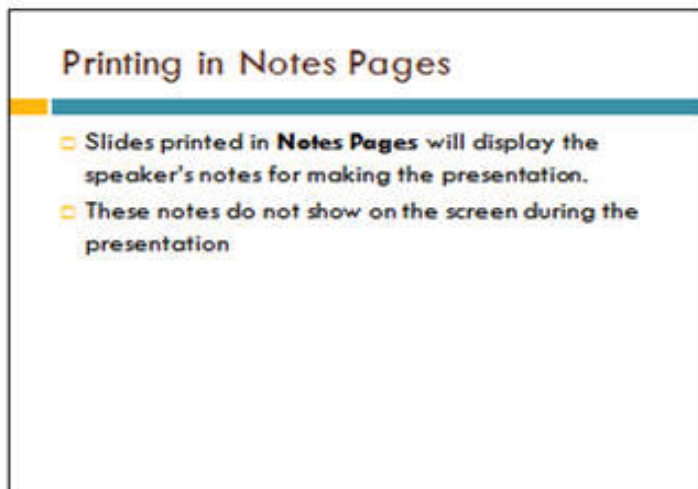 Printing in Notes Pages
Slides printed in Notes Pages will display the
speaker's notes for making the presentation.
These notes do not show on the screen during the
presentation